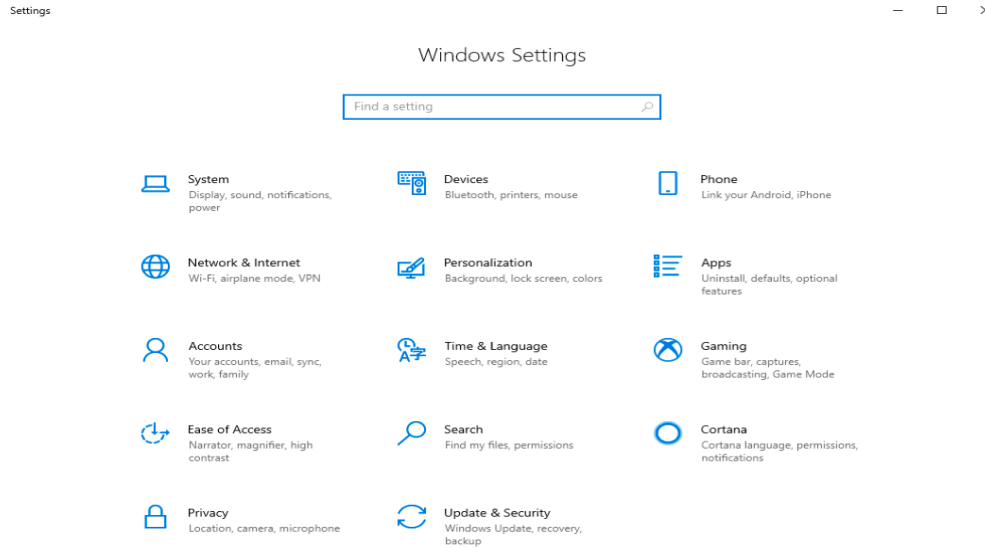 Settings
Windows Settings
Find a setting
System
Display, sound, notifications,
power
Devices
Bluetooth, printers, mouse
Phone
Link your Android, iPhone
Network & Internet
Wi-Fi, airplane mode, VPN
Personalization
Background, lock screen, colors
Apps
Uninstall, defaults, optional
features
Accounts
Your accounts, email, sync,
work, family
Time & Language
Speech, region, date
Gaming
Game bar, captures,
broadcasting, Game Mode
Ease of Access
Narrator, magnifier, high
contrast
Search
Find my files, permissions
Cortana
Cortana language, permissions,
notifications
Privacy
Location, camera, microphone
Update & Security
Windows Update, recovery,
backup